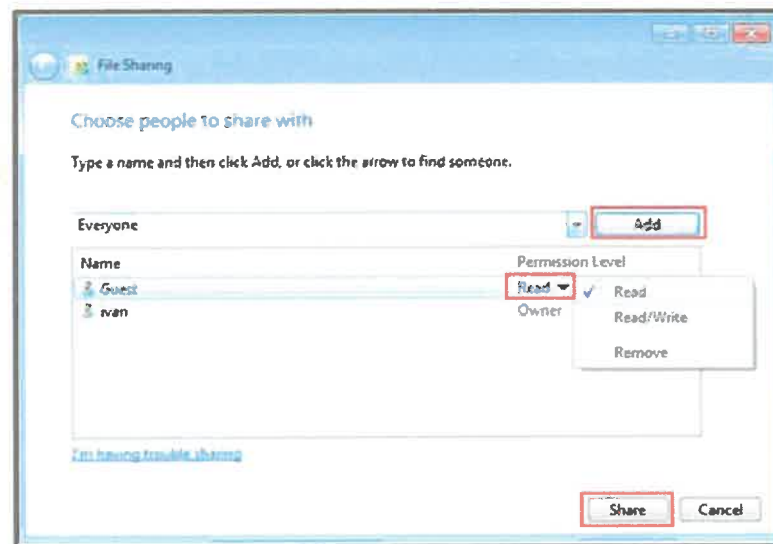 File Sharing
Choose people to share with
Type a name and then click Add, or click the arrow to find someone.
Everyone
Add
Name Permission Level
Guest Read
ivan Owner
Read
Read/Write
Remove
I'm having trouble sharing
Share Cancel